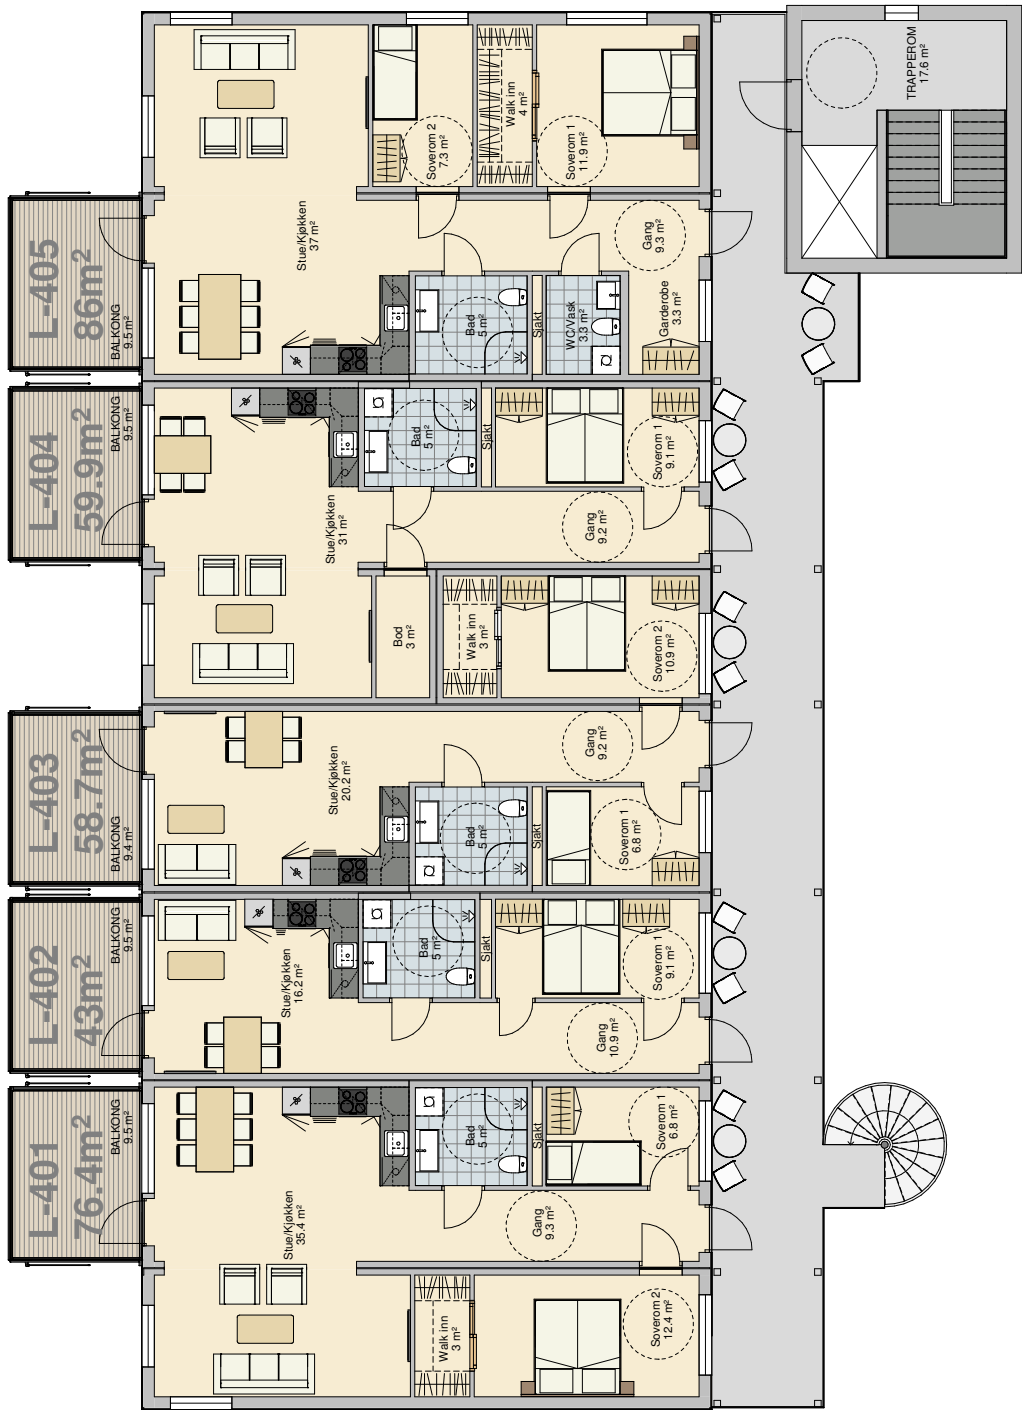 TRAPPEROM
17.6 m²
Walk inn
4 m²
Soverom 2
7.3 m²
Soverom 1
11.9 m²
L-405
86m²
BALKONG
9.5 m²
Stue/Kjøkken
37 m²
Gang
9.3 m²
Bad
5 m²
Sjakt
WC/Vask
3.3 m²
Garderobe
3.3 m²
L-404
59.9m²
BALKONG
9.5 m²
Stue/Kjøkken
31 m²
Bad
5 m²
Sjakt
Soverom 1
9.1 m²
Gang
9.2 m²
Bod
3 m²
Walk inn
3 m²
Soverom 2
10.9 m²
L-403
58.7m²
BALKONG
9.4 m²
Stue/Kjøkken
20.2 m²
Gang
9.2 m²
Bad
5 m²
Sjakt
Soverom 1
6.8 m²
L-402
43m²
BALKONG
9.5 m²
Stue/Kjøkken
16.2 m²
Bad
5 m²
Sjakt
Soverom 1
9.1 m²
Gang
10.9 m²
L-401
76.4m²
BALKONG
9.5 m²
Stue/Kjøkken
35.4 m²
Bad
5 m²
Sjakt
Soverom 1
6.8 m²
Gang
9.3 m²
Walk inn
3 m²
Soverom 2
12.4 m²